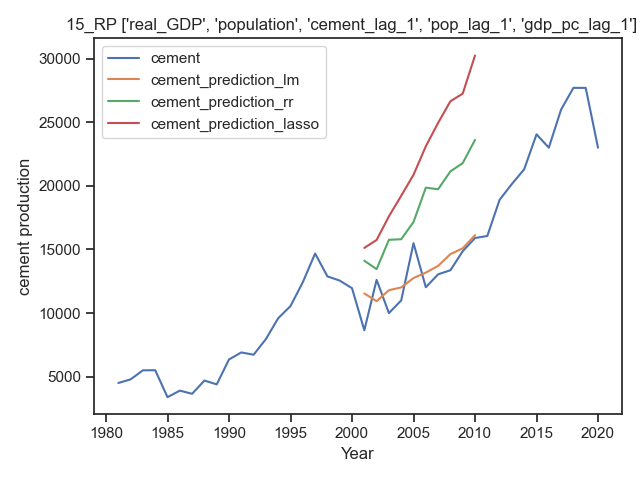 15_RP ['real_GDP', 'population', 'cement_lag_1', 'pop_lag_1', 'gdp_pc_lag_1']
cement
cement_prediction_lm
cement_prediction_rr
cement_prediction_lasso
cement production
30000
25000
20000
15000
10000
5000
1980 1985 1990 1995 2000 2005 2010 2015 2020
Year